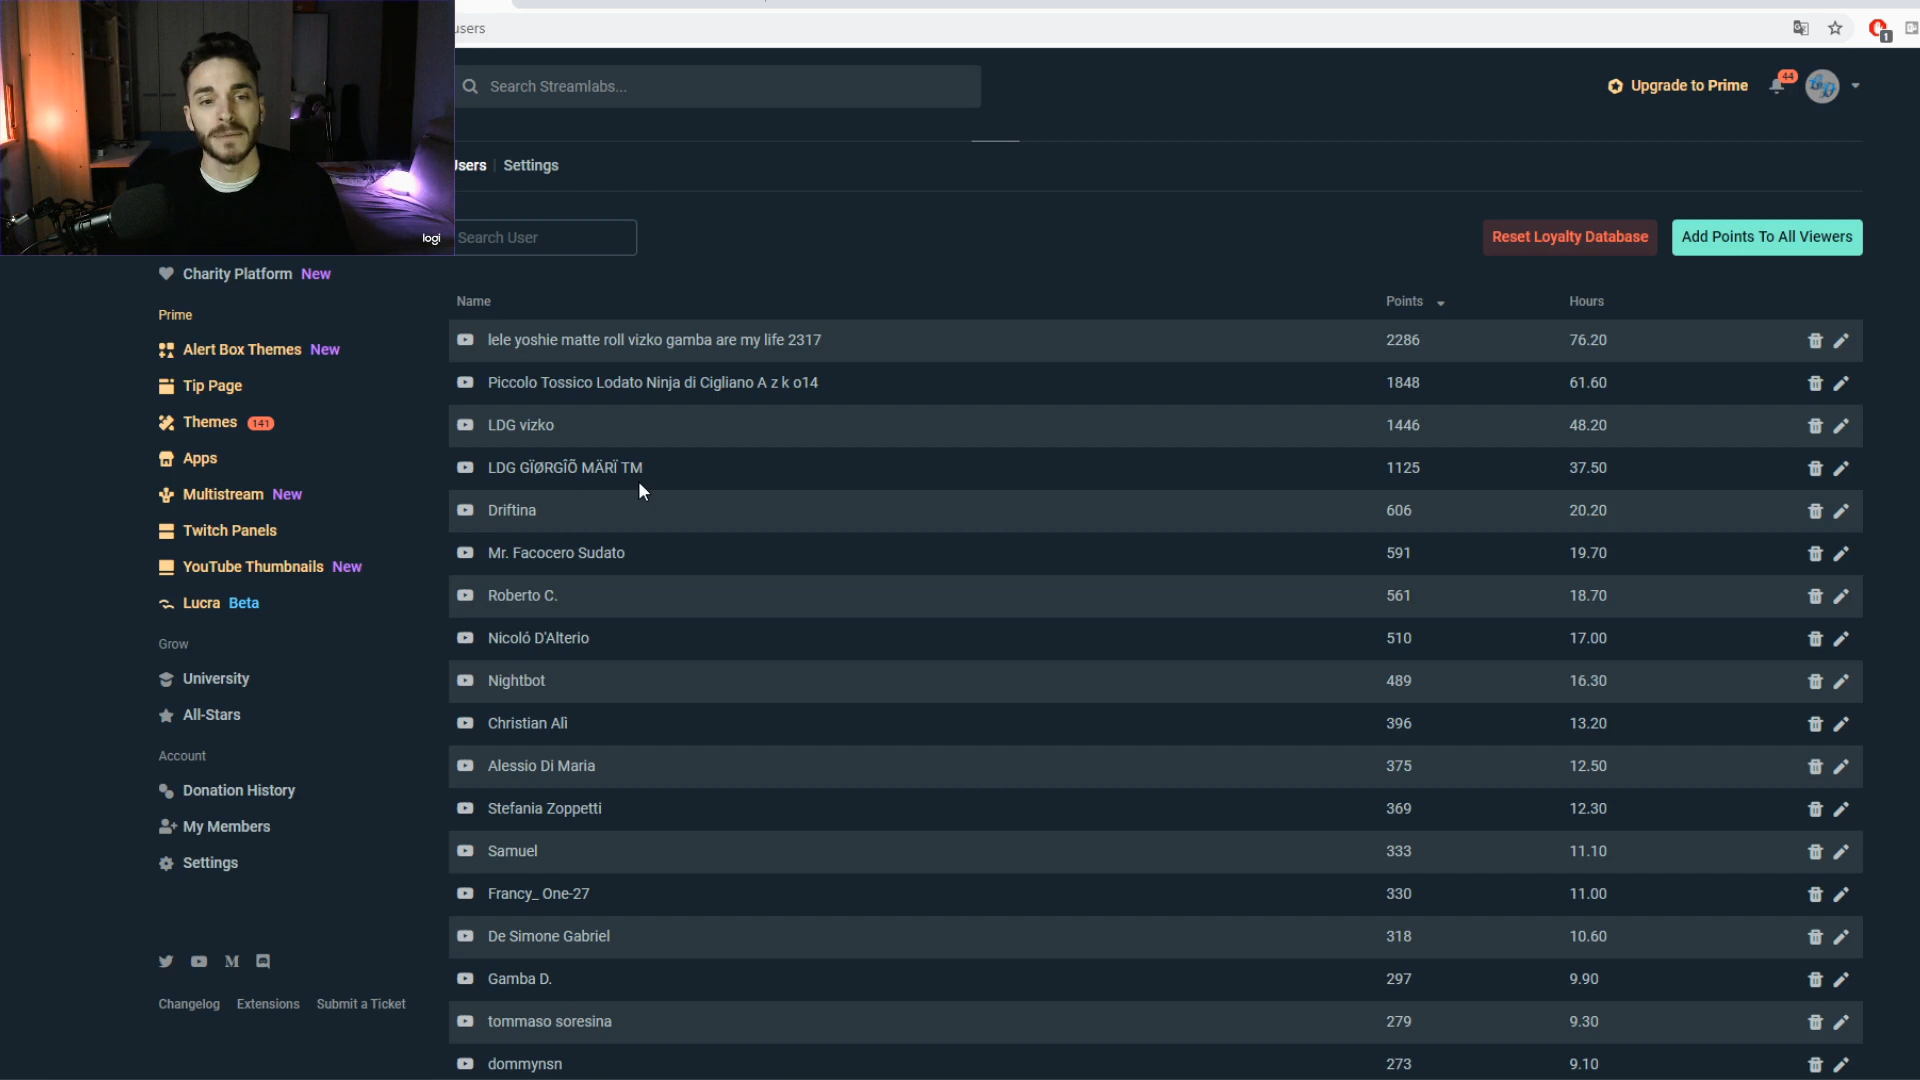 users
Search Streamlabs...
Upgrade to Prime
44
1
logi
Users | Settings
Search User
Reset Loyalty Database
Add Points To All Viewers
Charity Platform New
Prime
Alert Box Themes New
Tip Page
Themes 141
Apps
Multistream New
Twitch Panels
YouTube Thumbnails New
Lucra Beta
Grow
University
All-Stars
Account
Donation History
My Members
Settings
Changelog Extensions Submit a Ticket
Name Points Hours
lele yoshie matte roll vizko gamba are my life 2317 2286 76.20
Piccolo Tossico Lodato Ninja di Cigliano A z k o14 1848 61.60
LDG vizko 1446 48.20
LDG GÏØRGÎÕ MÄRÏ TM 1125 37.50
Driftina 606 20.20
Mr. Facocero Sudato 591 19.70
Roberto C. 561 18.70
Nicoló D'Alterio 510 17.00
Nightbot 489 16.30
Christian Alì 396 13.20
Alessio Di Maria 375 12.50
Stefania Zoppetti 369 12.30
Samuel 333 11.10
Francy_ One-27 330 11.00
De Simone Gabriel 318 10.60
Gamba D. 297 9.90
tommaso soresina 279 9.30
dommynsn 273 9.10